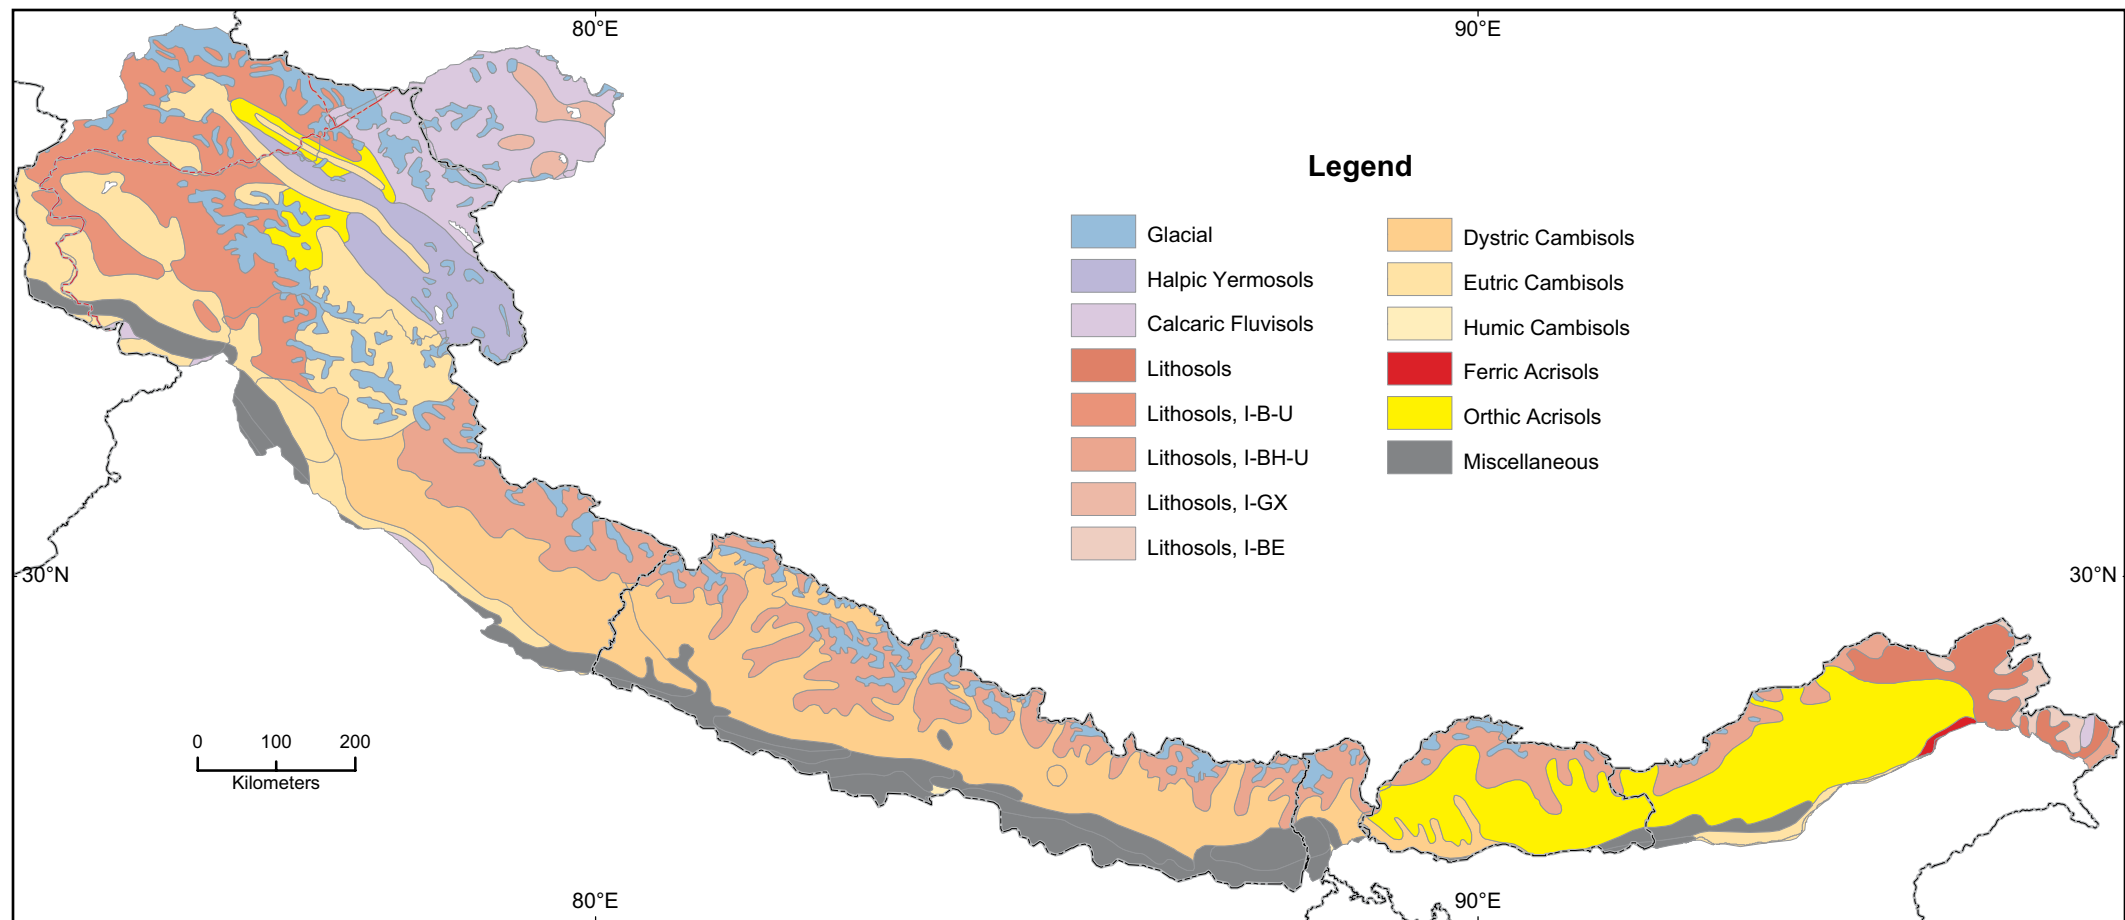 80°E
90°E
Legend
Glacial
Halpic Yermosols
Calcaric Fluvisols
Lithosols
Lithosols, I-B-U
Lithosols, I-BH-U
Lithosols, I-GX
Lithosols, I-BE
Dystric Cambisols
Eutric Cambisols
Humic Cambisols
Ferric Acrisols
Orthic Acrisols
Miscellaneous
30°N
30°N
0 100 200
Kilometers
80°E
90°E